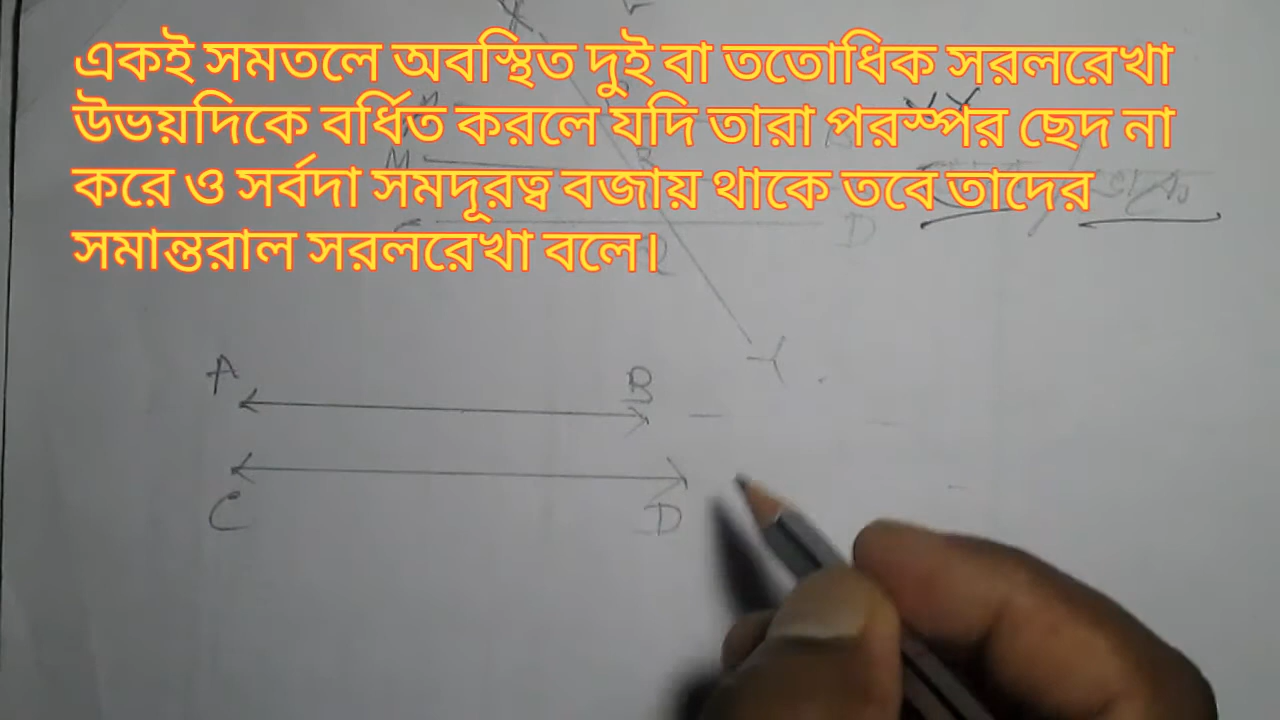 একই সমতলে অবস্থিত দুই বা ততোধিক সরলরেখা
উভয়দিকে বর্ধিত করলে যদি তারা পরস্পর ছেদ না
করে ও সর্বদা সমদূরত্ব বজায় থাকে তবে তাদের
সমান্তরাল সরলরেখা বলে।
M
D
Y
A B
C D